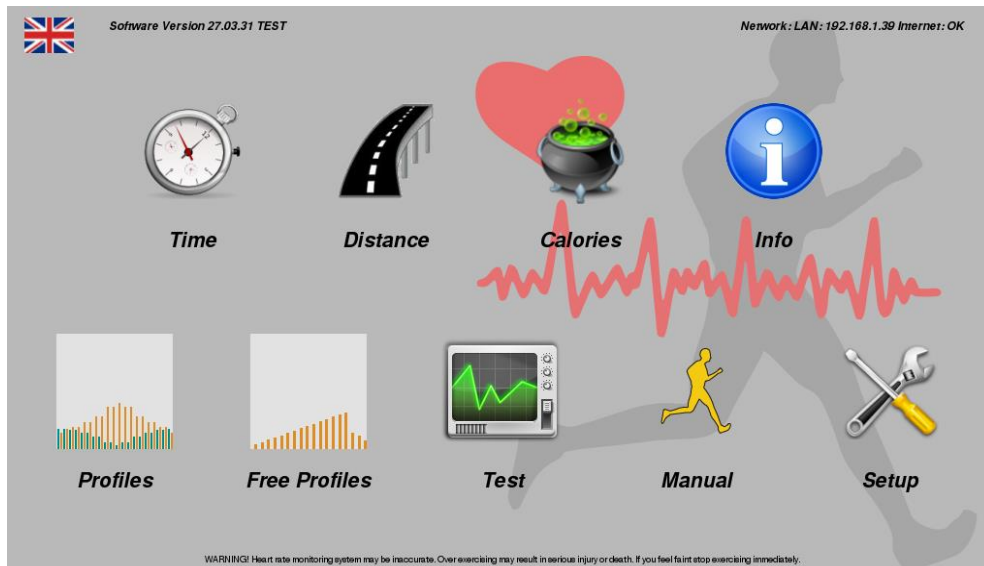 Software Version 27.03.31 TEST
Network: LAN: 192.168.1.39 Internet: OK
Time
Distance
Calories
Info
Profiles
Free Profiles
Test
Manual
Setup
WARNING! Heart rate monitoring system may be inaccurate. Over exercising may result in serious injury or death. If you feel faint stop exercising immediately.